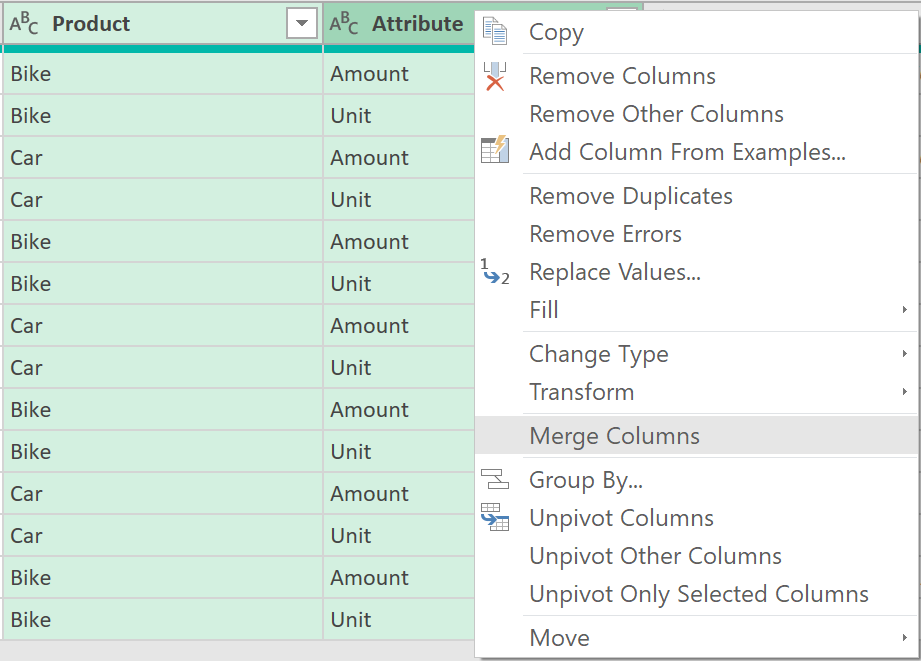 ABC Product ABC Attribute
Bike Amount
Bike Unit
Car Amount
Car Unit
Bike Amount
Bike Unit
Car Amount
Car Unit
Bike Amount
Bike Unit
Car Amount
Car Unit
Bike Amount
Bike Unit
Copy
Remove Columns
Remove Other Columns
Add Column From Examples...
Remove Duplicates
Remove Errors
1 2 Replace Values...
Fill
Change Type
Transform
Merge Columns
Group By...
Unpivot Columns
Unpivot Other Columns
Unpivot Only Selected Columns
Move